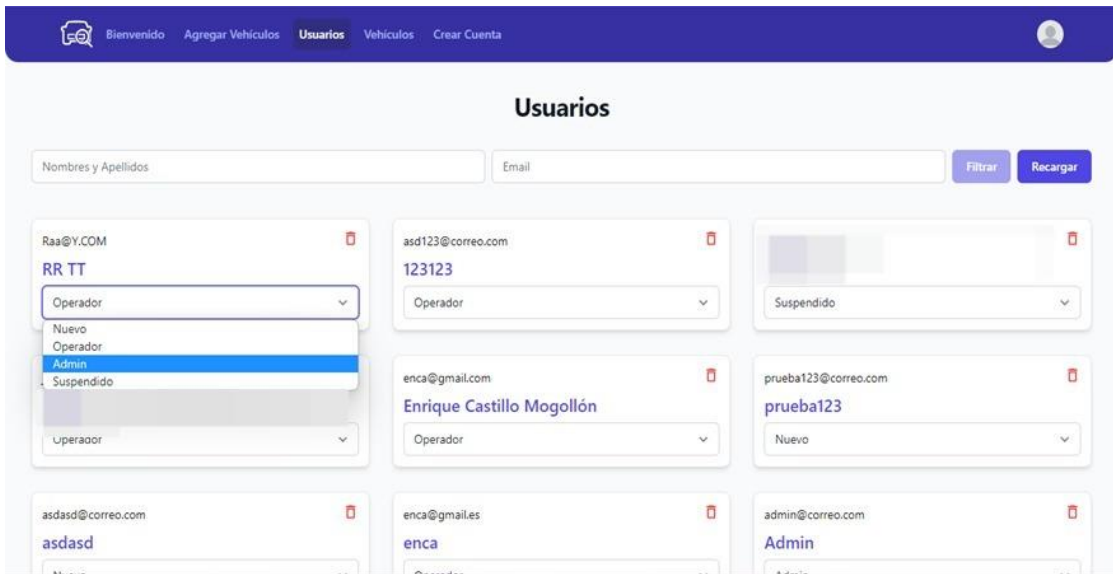 Bienvenido Agregar Vehículos Usuarios Vehículos Crear Cuenta
Usuarios
Nombres y Apellidos Email Filtrar Recargar
Raa@Y.COM asd123@correo.com
RR TT 123123
Operador Operador Suspendido
Nuevo
Operador
Admin
Suspendido
enca@gmail.com prueba123@correo.com
Enrique Castillo Mogollón prueba123
Operador Operador Nuevo
asdasd@correo.com enca@gmail.es admin@correo.com
asdasd enca Admin